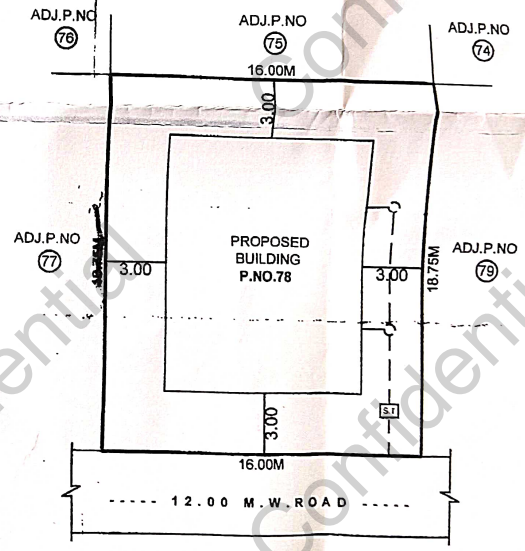 ADJ.P.NO
76
ADJ.P.NO
75
ADJ.P.NO
74
16.00M
3.00
ADJ.P.NO
77
3.00
PROPOSED
BUILDING
P.NO.78
3.00
18.75M
ADJ.P.NO
79
S.T
3.00
16.00M
12.00 M.W.ROAD
Confidential
Confidential